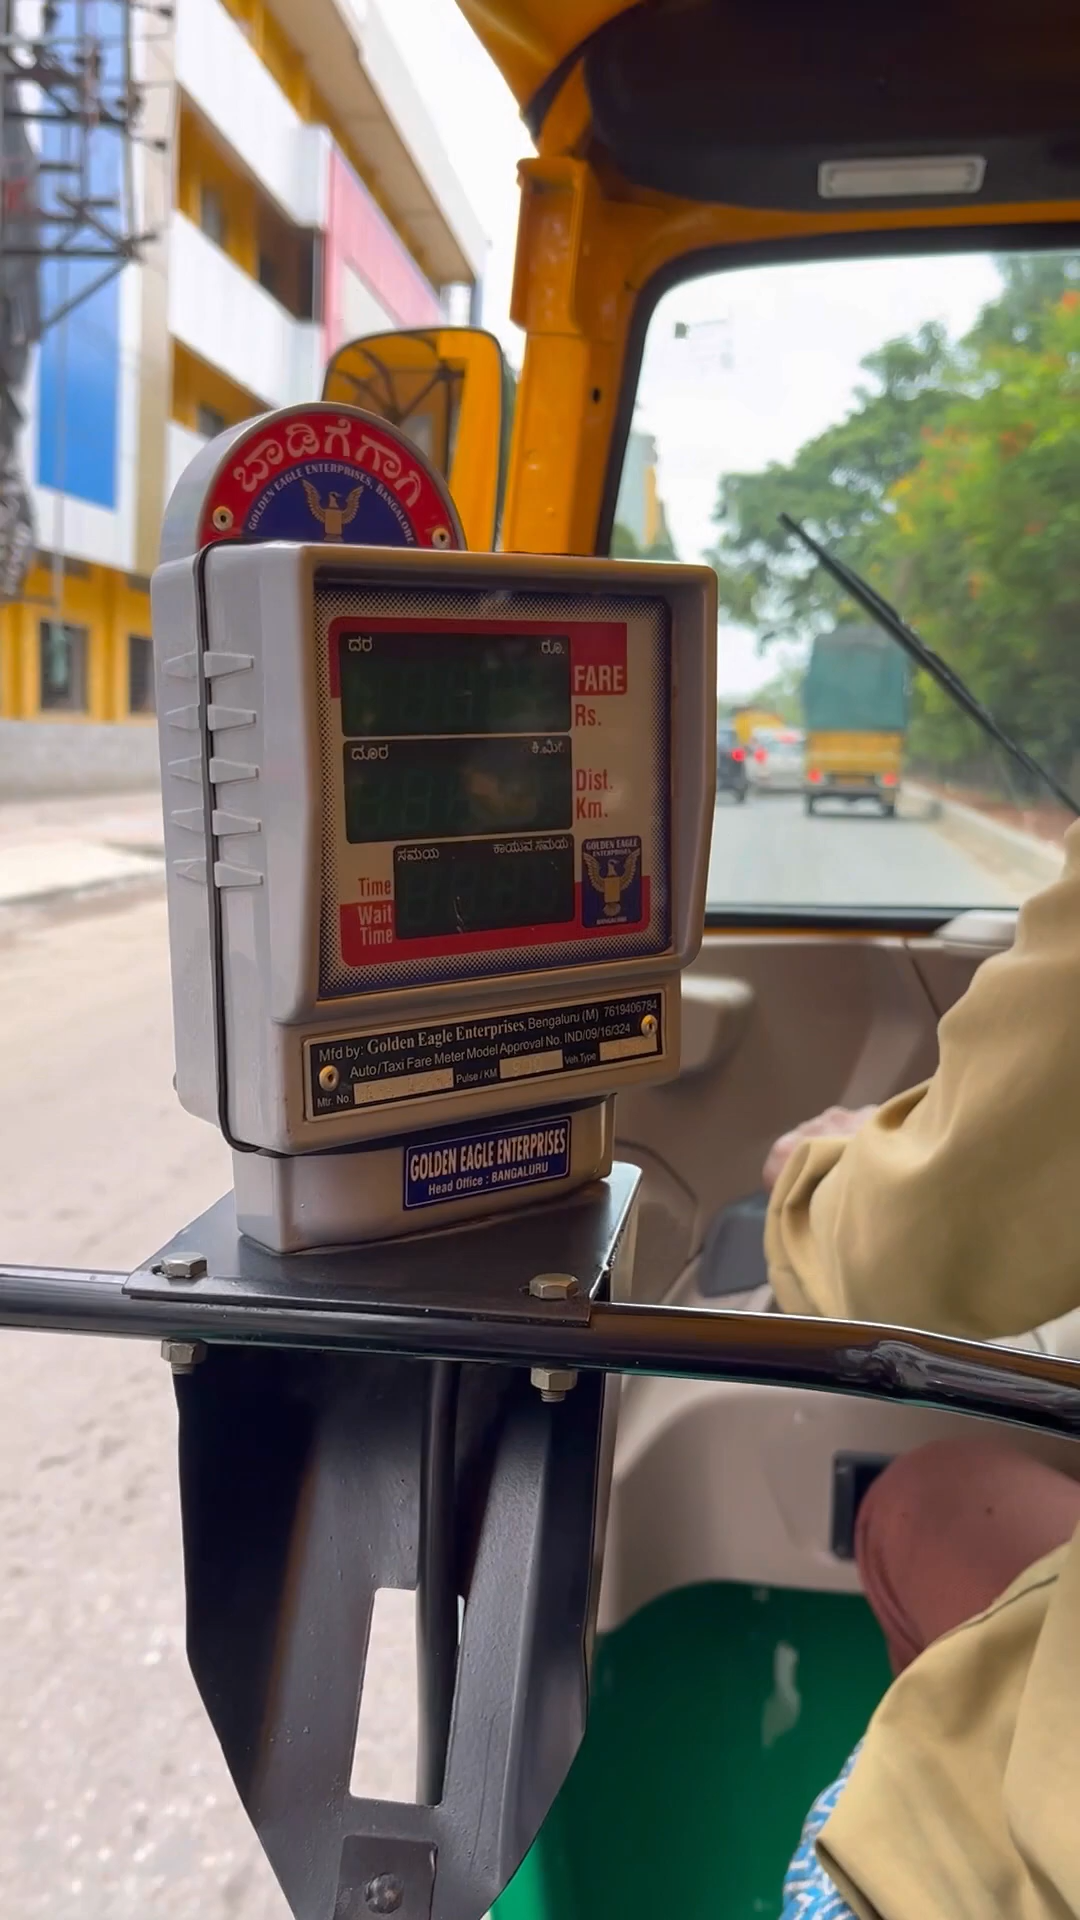 ಬಾಡಿಗೆಗಾಗಿ
GOLDEN EAGLE ENTERPRISES, BANGALORE
ದರ ರೂ.
FARE
Rs.
ದೂರ ಕಿ.ಮೀ.
Dist.
Km.
ಸಮಯ ಕಾಯುವ ಸಮಯ
Time
Wait
Time
GOLDEN EAGLE
ENTERPRISES
BANGALORE
Mfd by: Golden Eagle Enterprises, Bengaluru (M) 7619406784
Auto/Taxi Fare Meter Model Approval No. IND/09/16/324
Mtr. No. Pulse / KM Veh Type
GOLDEN EAGLE ENTERPRISES
Head Office : BANGALURU